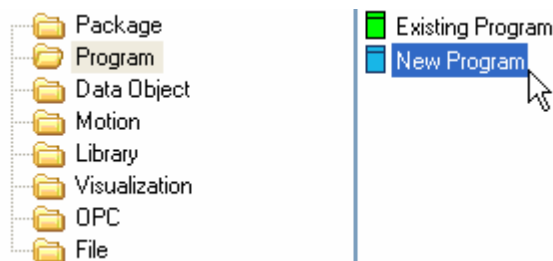 Package
Program
Data Object
Motion
Library
Visualization
OPC
File
Existing Program
New Program